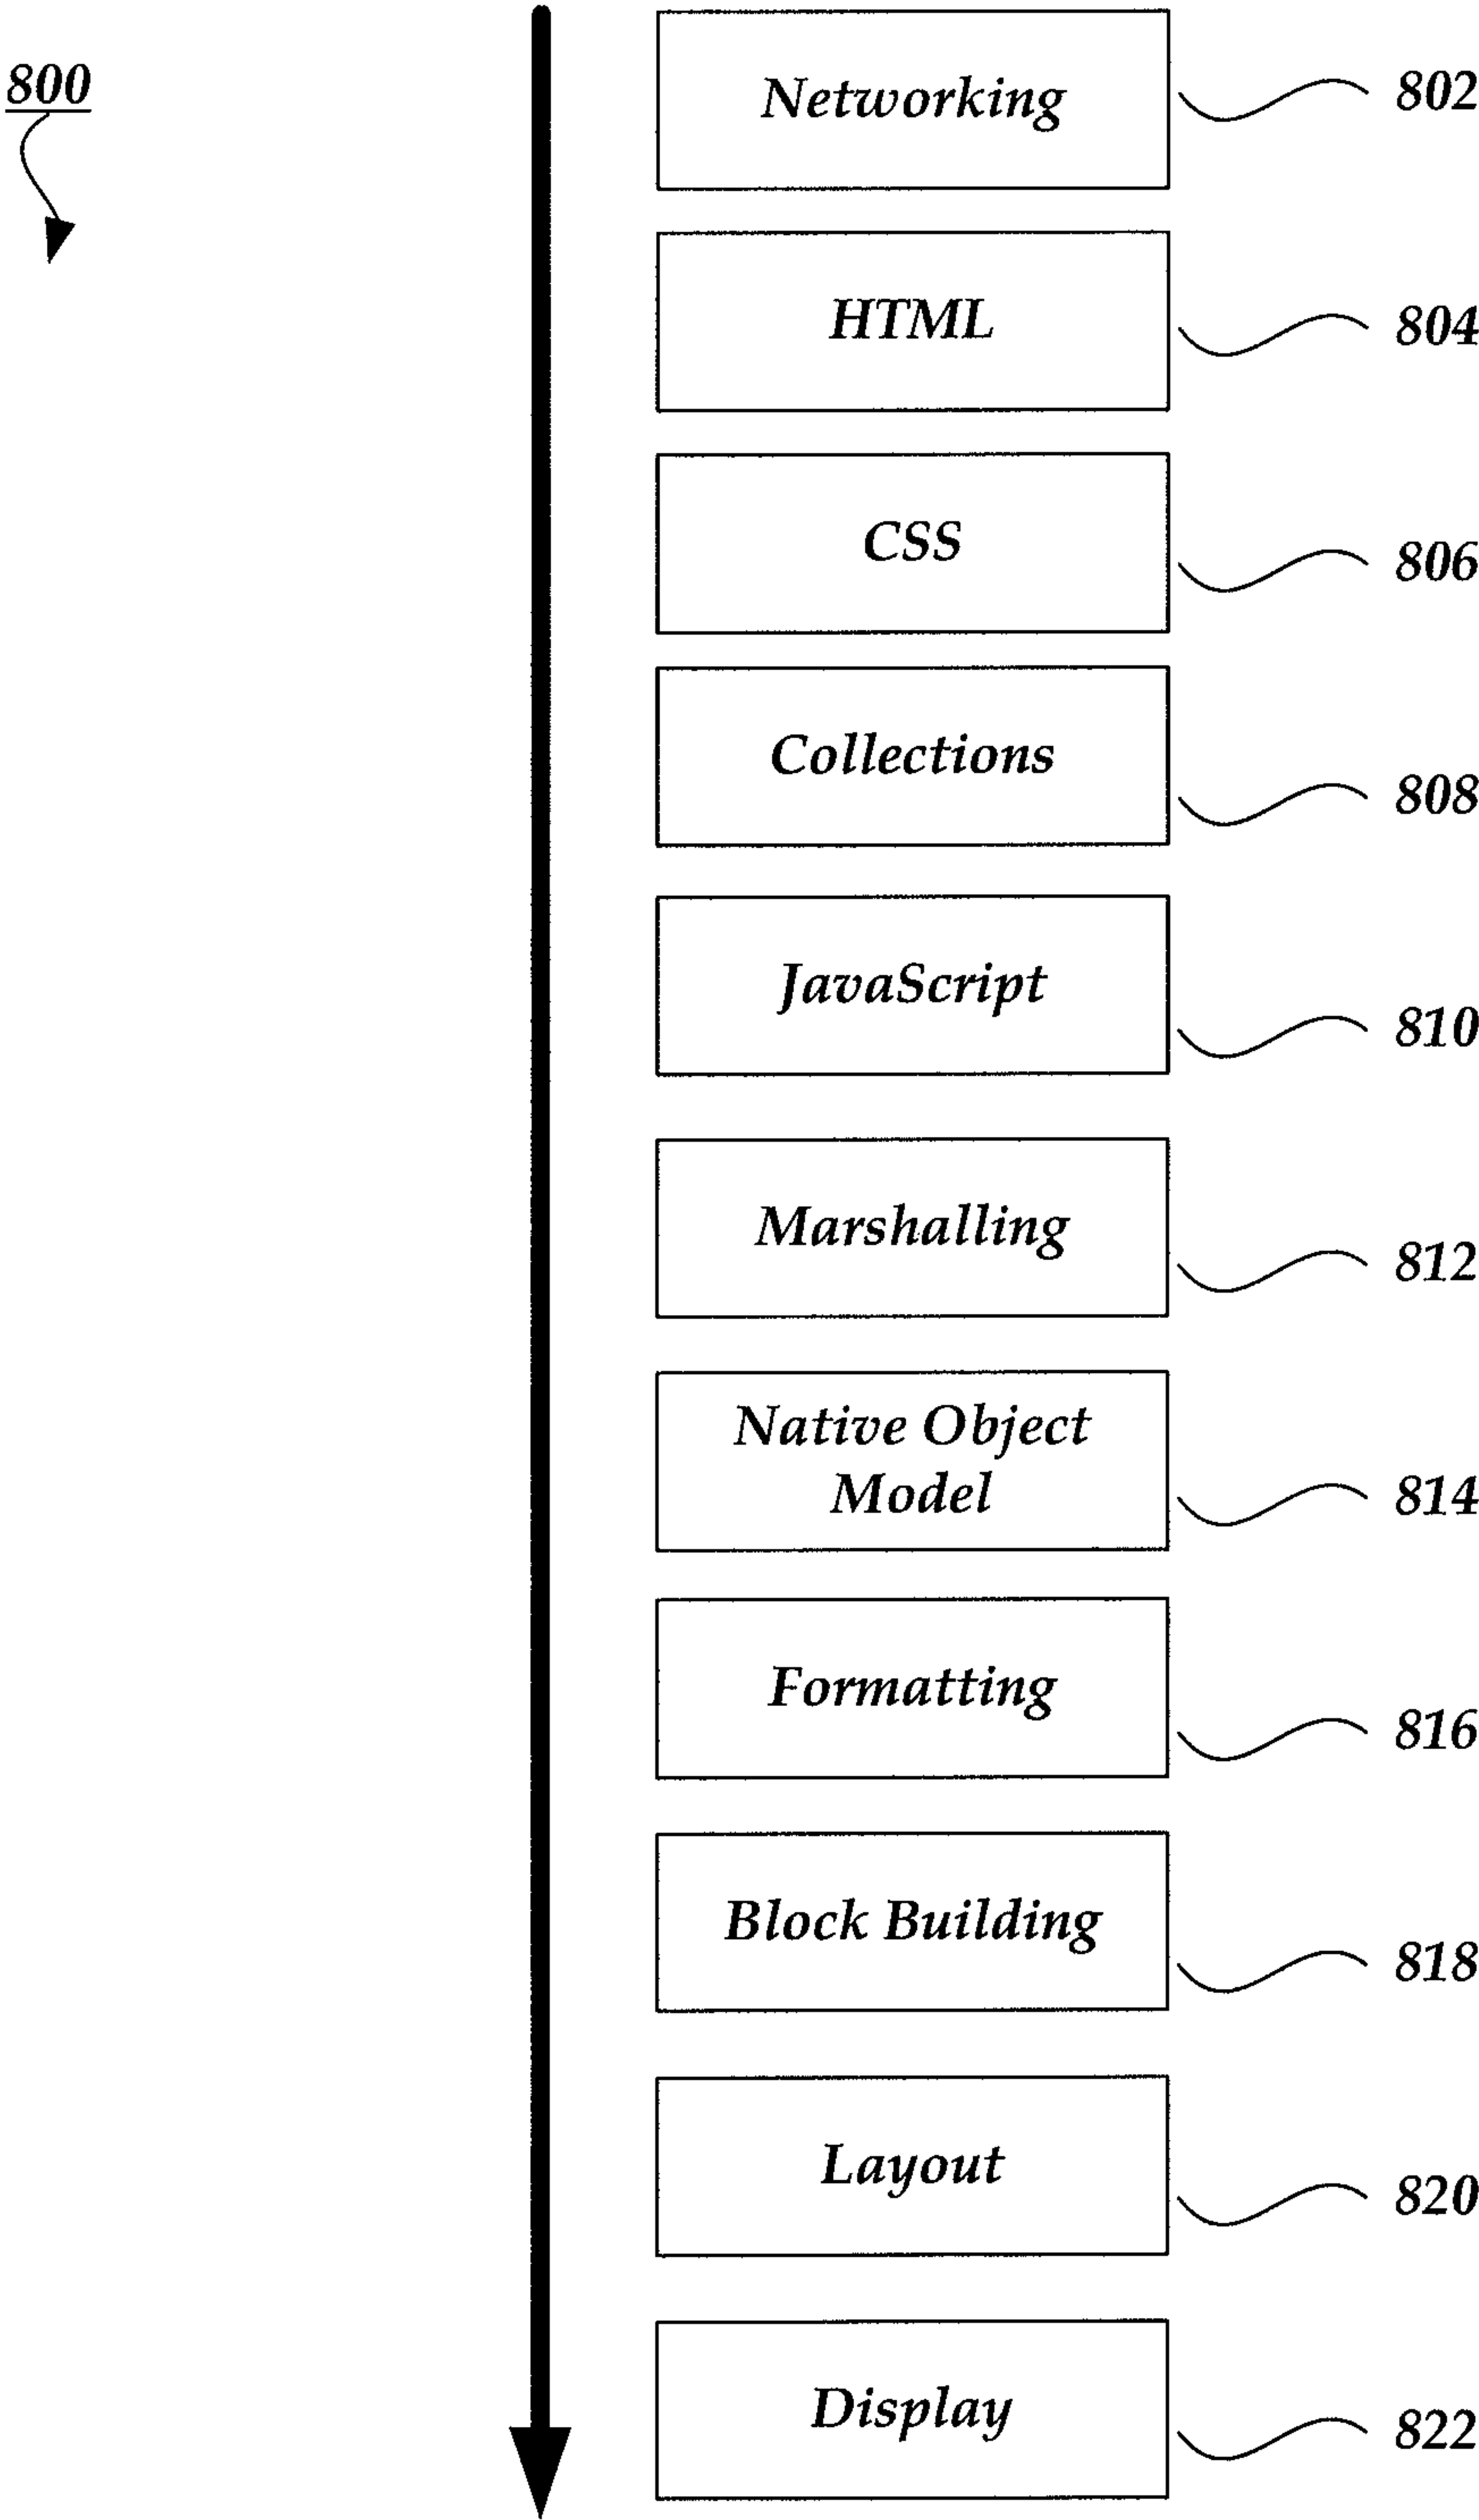 800
Networking
802
HTML
804
CSS
806
Collections
808
JavaScript
810
Marshalling
812
Native Object
Model
814
Formatting
816
Block Building
818
Layout
820
Display
822